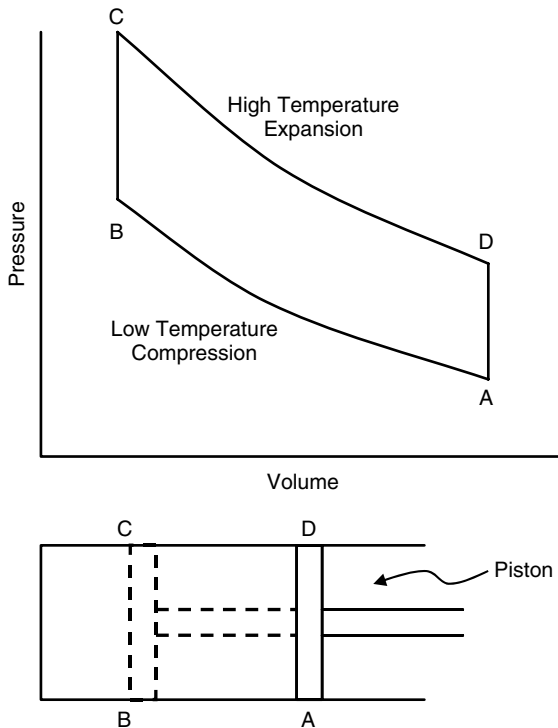 C
High Temperature
Expansion
B
D
Low Temperature
Compression
A
Pressure
Volume
C
D
Piston
B
A